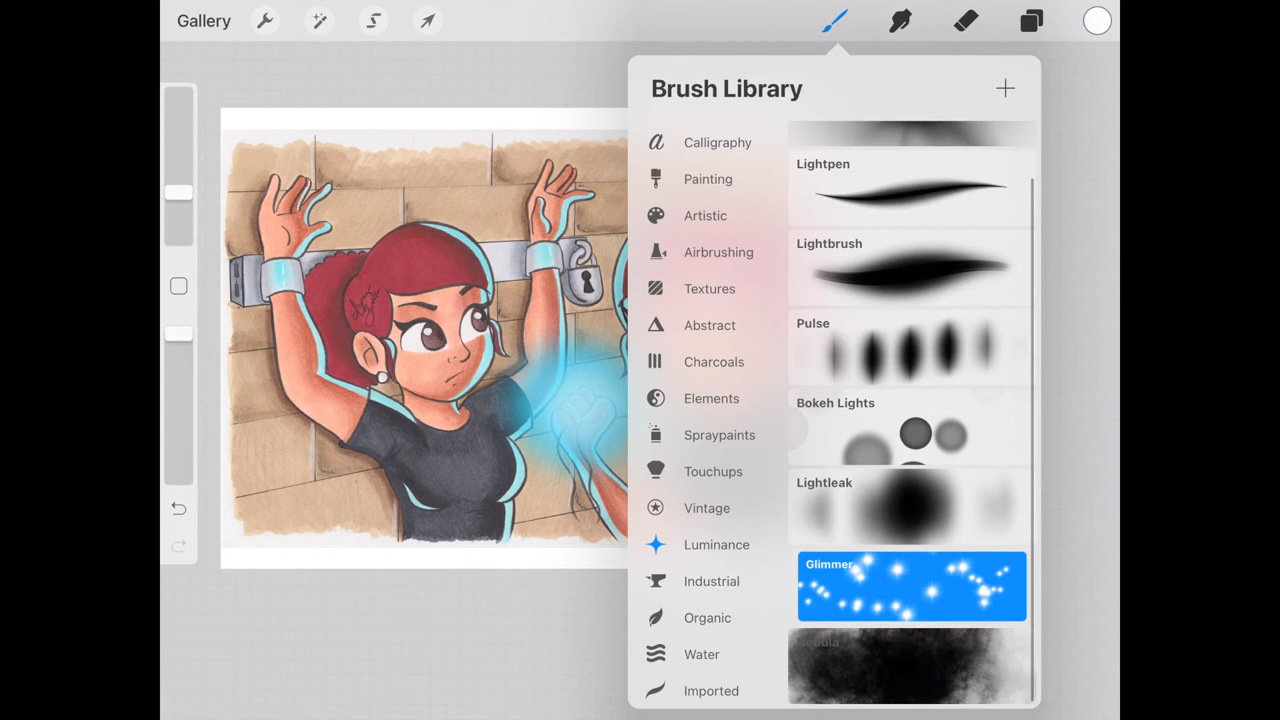 Gallery
Brush Library
Calligraphy
Painting
Artistic
Airbrushing
Textures
Abstract
Charcoals
Elements
Spraypaints
Touchups
Vintage
Luminance
Industrial
Organic
Water
Imported
Lightpen
Lightbrush
Pulse
Bokeh Lights
Lightleak
Glimmer
Nebula